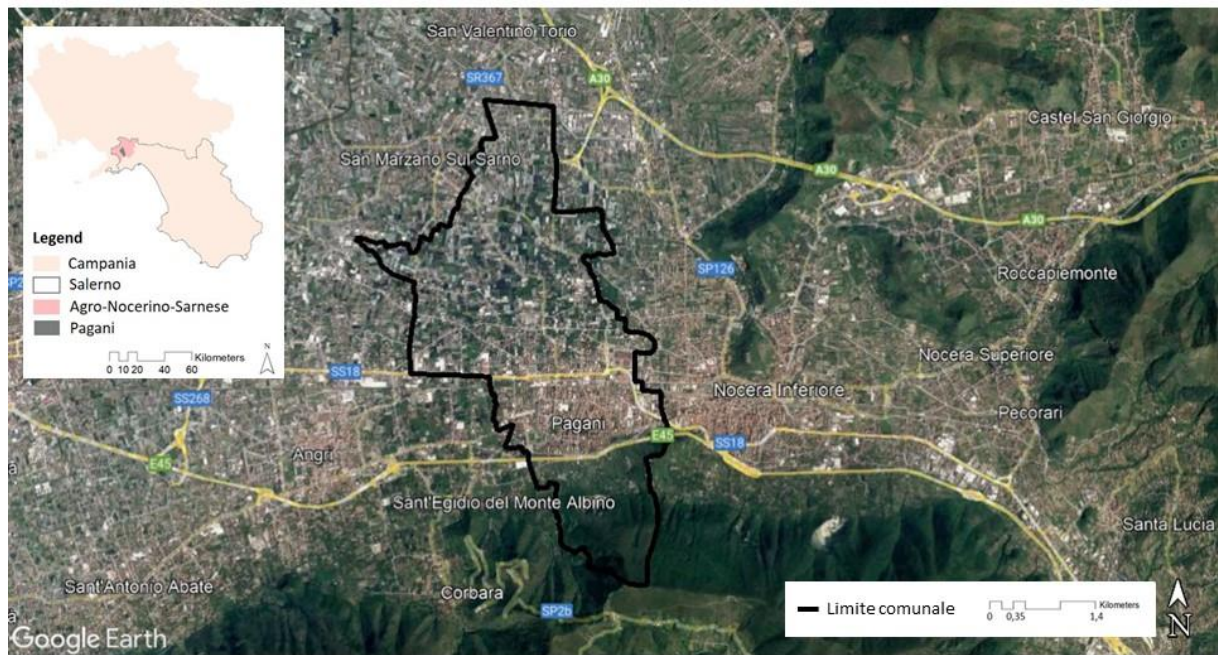 San Valentino Torio
SR367
A30
Castel San Giorgio
San Marzano Sul Sarno
A30
A30
Legend
Campania
Salerno
Agro-Nocerino-Sarnese
Pagani
N
Kilometers
0 10 20 40 60
SP2
SP126
Roccapiemonte
Nocera Superiore
SS18
SS268
Nocera Inferiore
Pecorari
Pagani
E45
SS18
Angri
E45
Sant'Egidio del Monte Albino
Santa Lucia
Sant'Antonio Abate
Corbara
SP2b
Limite comunale
Kilometers
0 0,35 1,4
N
Google Earth